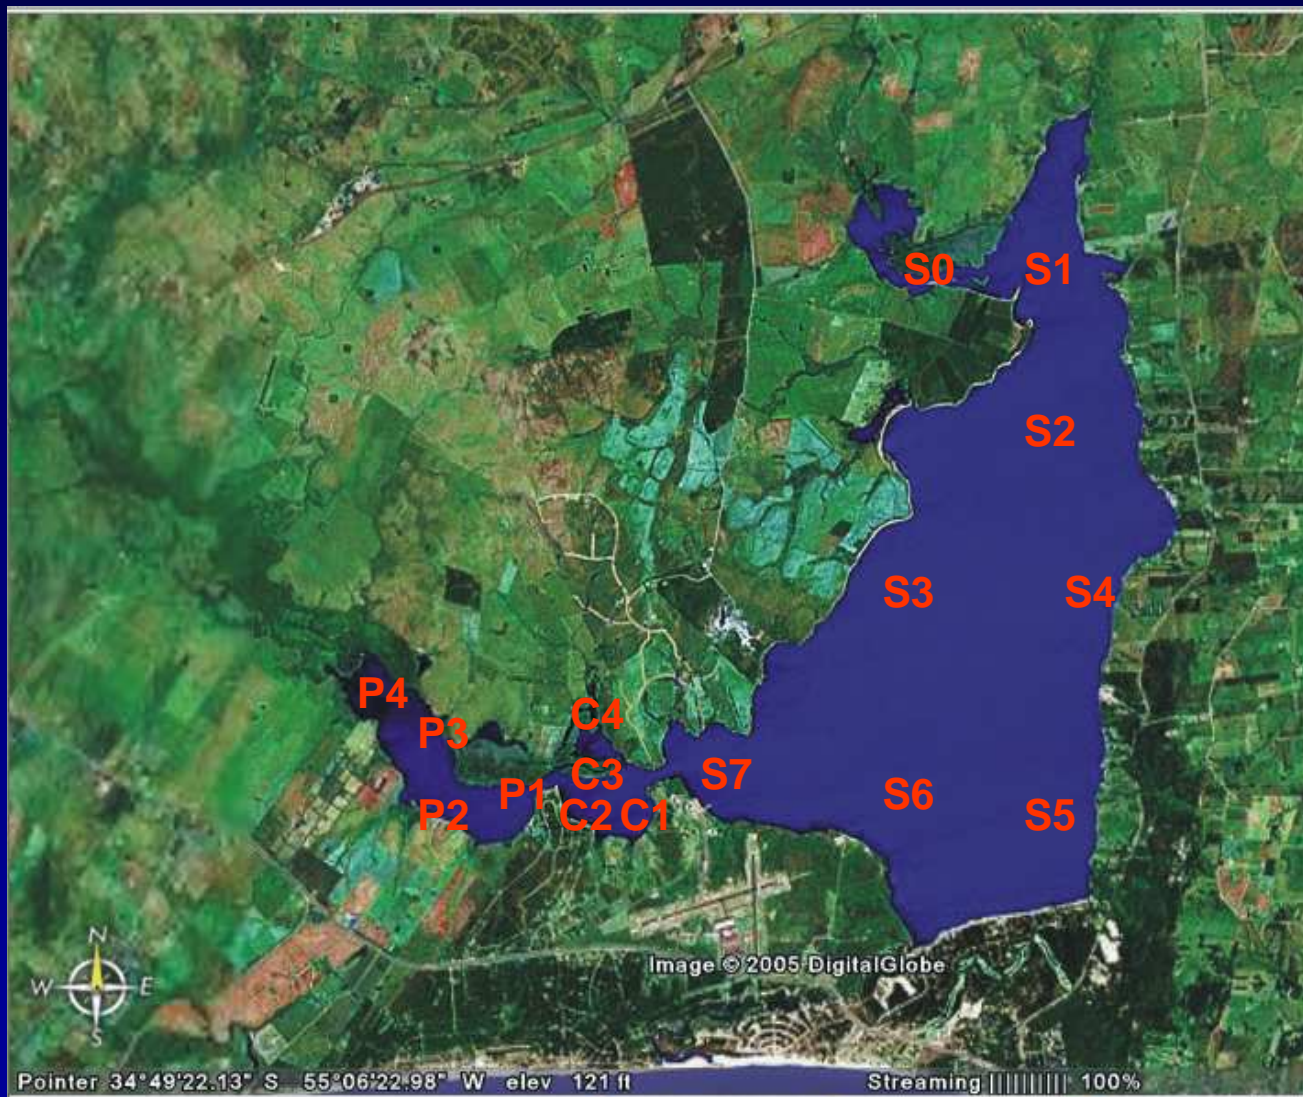 S0 S1
S2
S3 S4
P4
C4
P3
C3 S7
P1 S6
P2 C2 C1 S5
N
W E
S
Image © 2005 DigitalGlobe
Pointer 34°49'22.13" S 55°06'22.98" W elev 121 ft Streaming |||||||||| 100%